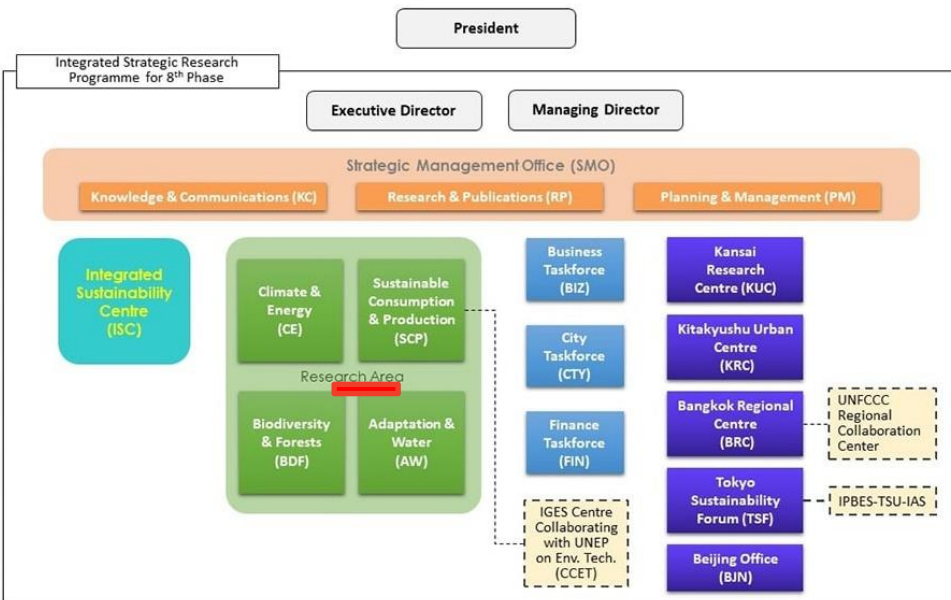 President
Integrated Strategic Research
Programme for 8th Phase
Executive Director
Managing Director
Strategic Management Office (SMO)
Knowledge & Communications (KC)
Research & Publications (RP)
Planning & Management (PM)
Integrated
Sustainability
Centre
(ISC)
Climate &
Energy
(CE)
Sustainable
Consumption
& Production
(SCP)
Research Area
Biodiversity
& Forests
(BDF)
Adaptation &
Water
(AW)
Business
Taskforce
(BIZ)
City
Taskforce
(CTY)
Finance
Taskforce
(FIN)
IGES Centre
Collaborating
with UNEP
on Env. Tech.
(CCET)
Kansai
Research
Centre (KUC)
Kitakyushu Urban
Centre
(KRC)
Bangkok Regional
Centre
(BRC)
Tokyo
Sustainability
Forum (TSF)
Beijing Office
(BJN)
UNFCCC
Regional
Collaboration
Center
IPBES-TSU-IAS